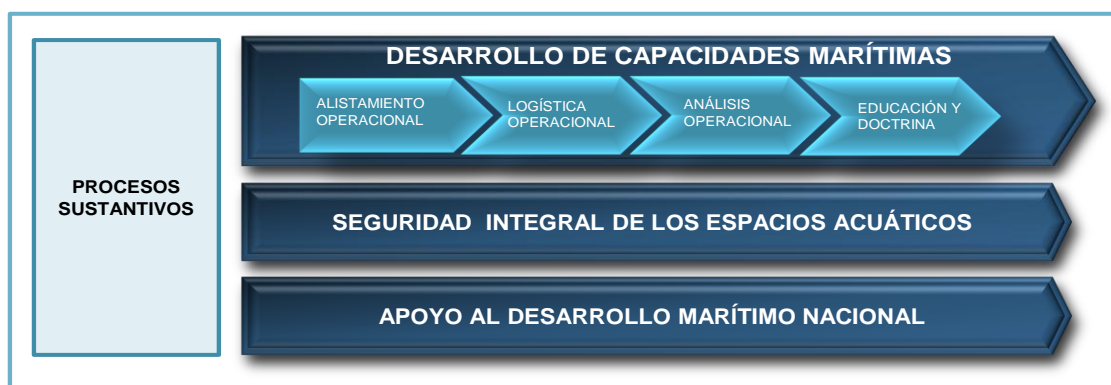 DESARROLLO DE CAPACIDADES MARÍTIMAS
ALISTAMIENTO
OPERACIONAL
LOGÍSTICA
OPERACIONAL
ANÁLISIS
OPERACIONAL
EDUCACIÓN Y
DOCTRINA
PROCESOS
SUSTANTIVOS
SEGURIDAD INTEGRAL DE LOS ESPACIOS ACUÁTICOS
APOYO AL DESARROLLO MARÍTIMO NACIONAL